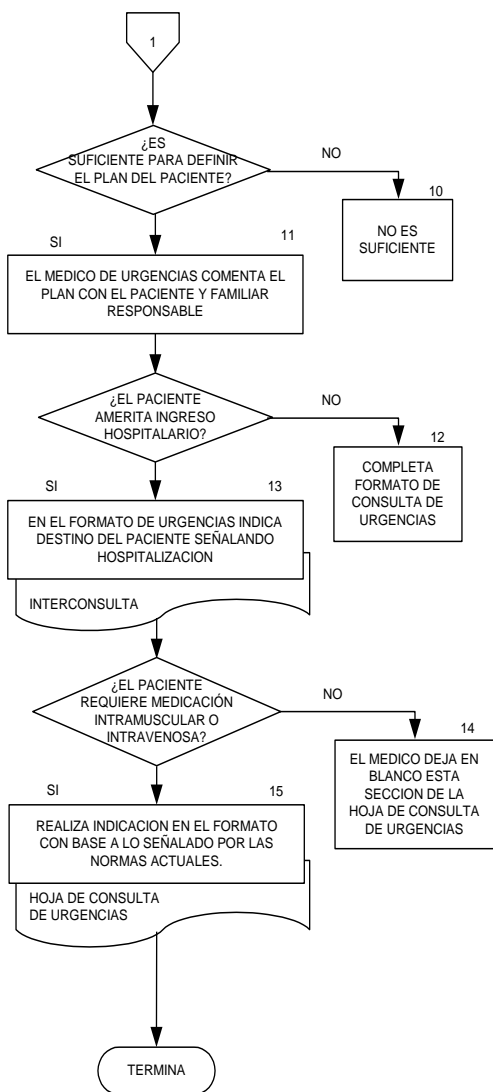 1
¿ES
SUFICIENTE PARA DEFINIR
EL PLAN DEL PACIENTE?
NO
10
NO ES
SUFICIENTE
SI
11
EL MEDICO DE URGENCIAS COMENTA EL
PLAN CON EL PACIENTE Y FAMILIAR
RESPONSABLE
¿EL PACIENTE
AMERITA INGRESO
HOSPITALARIO?
NO
12
COMPLETA
FORMATO DE
CONSULTA DE
URGENCIAS
SI
13
EN EL FORMATO DE URGENCIAS INDICA
DESTINO DEL PACIENTE SEÑALANDO
HOSPITALIZACION
INTERCONSULTA
¿EL PACIENTE
REQUIERE MEDICACIÓN
INTRAMUSCULAR O
INTRAVENOSA?
NO
14
EL MEDICO DEJA EN
BLANCO ESTA
SECCION DE LA
HOJA DE CONSULTA
DE URGENCIAS
SI
15
REALIZA INDICACION EN EL FORMATO
CON BASE A LO SEÑALADO POR LAS
NORMAS ACTUALES.
HOJA DE CONSULTA
DE URGENCIAS
TERMINA